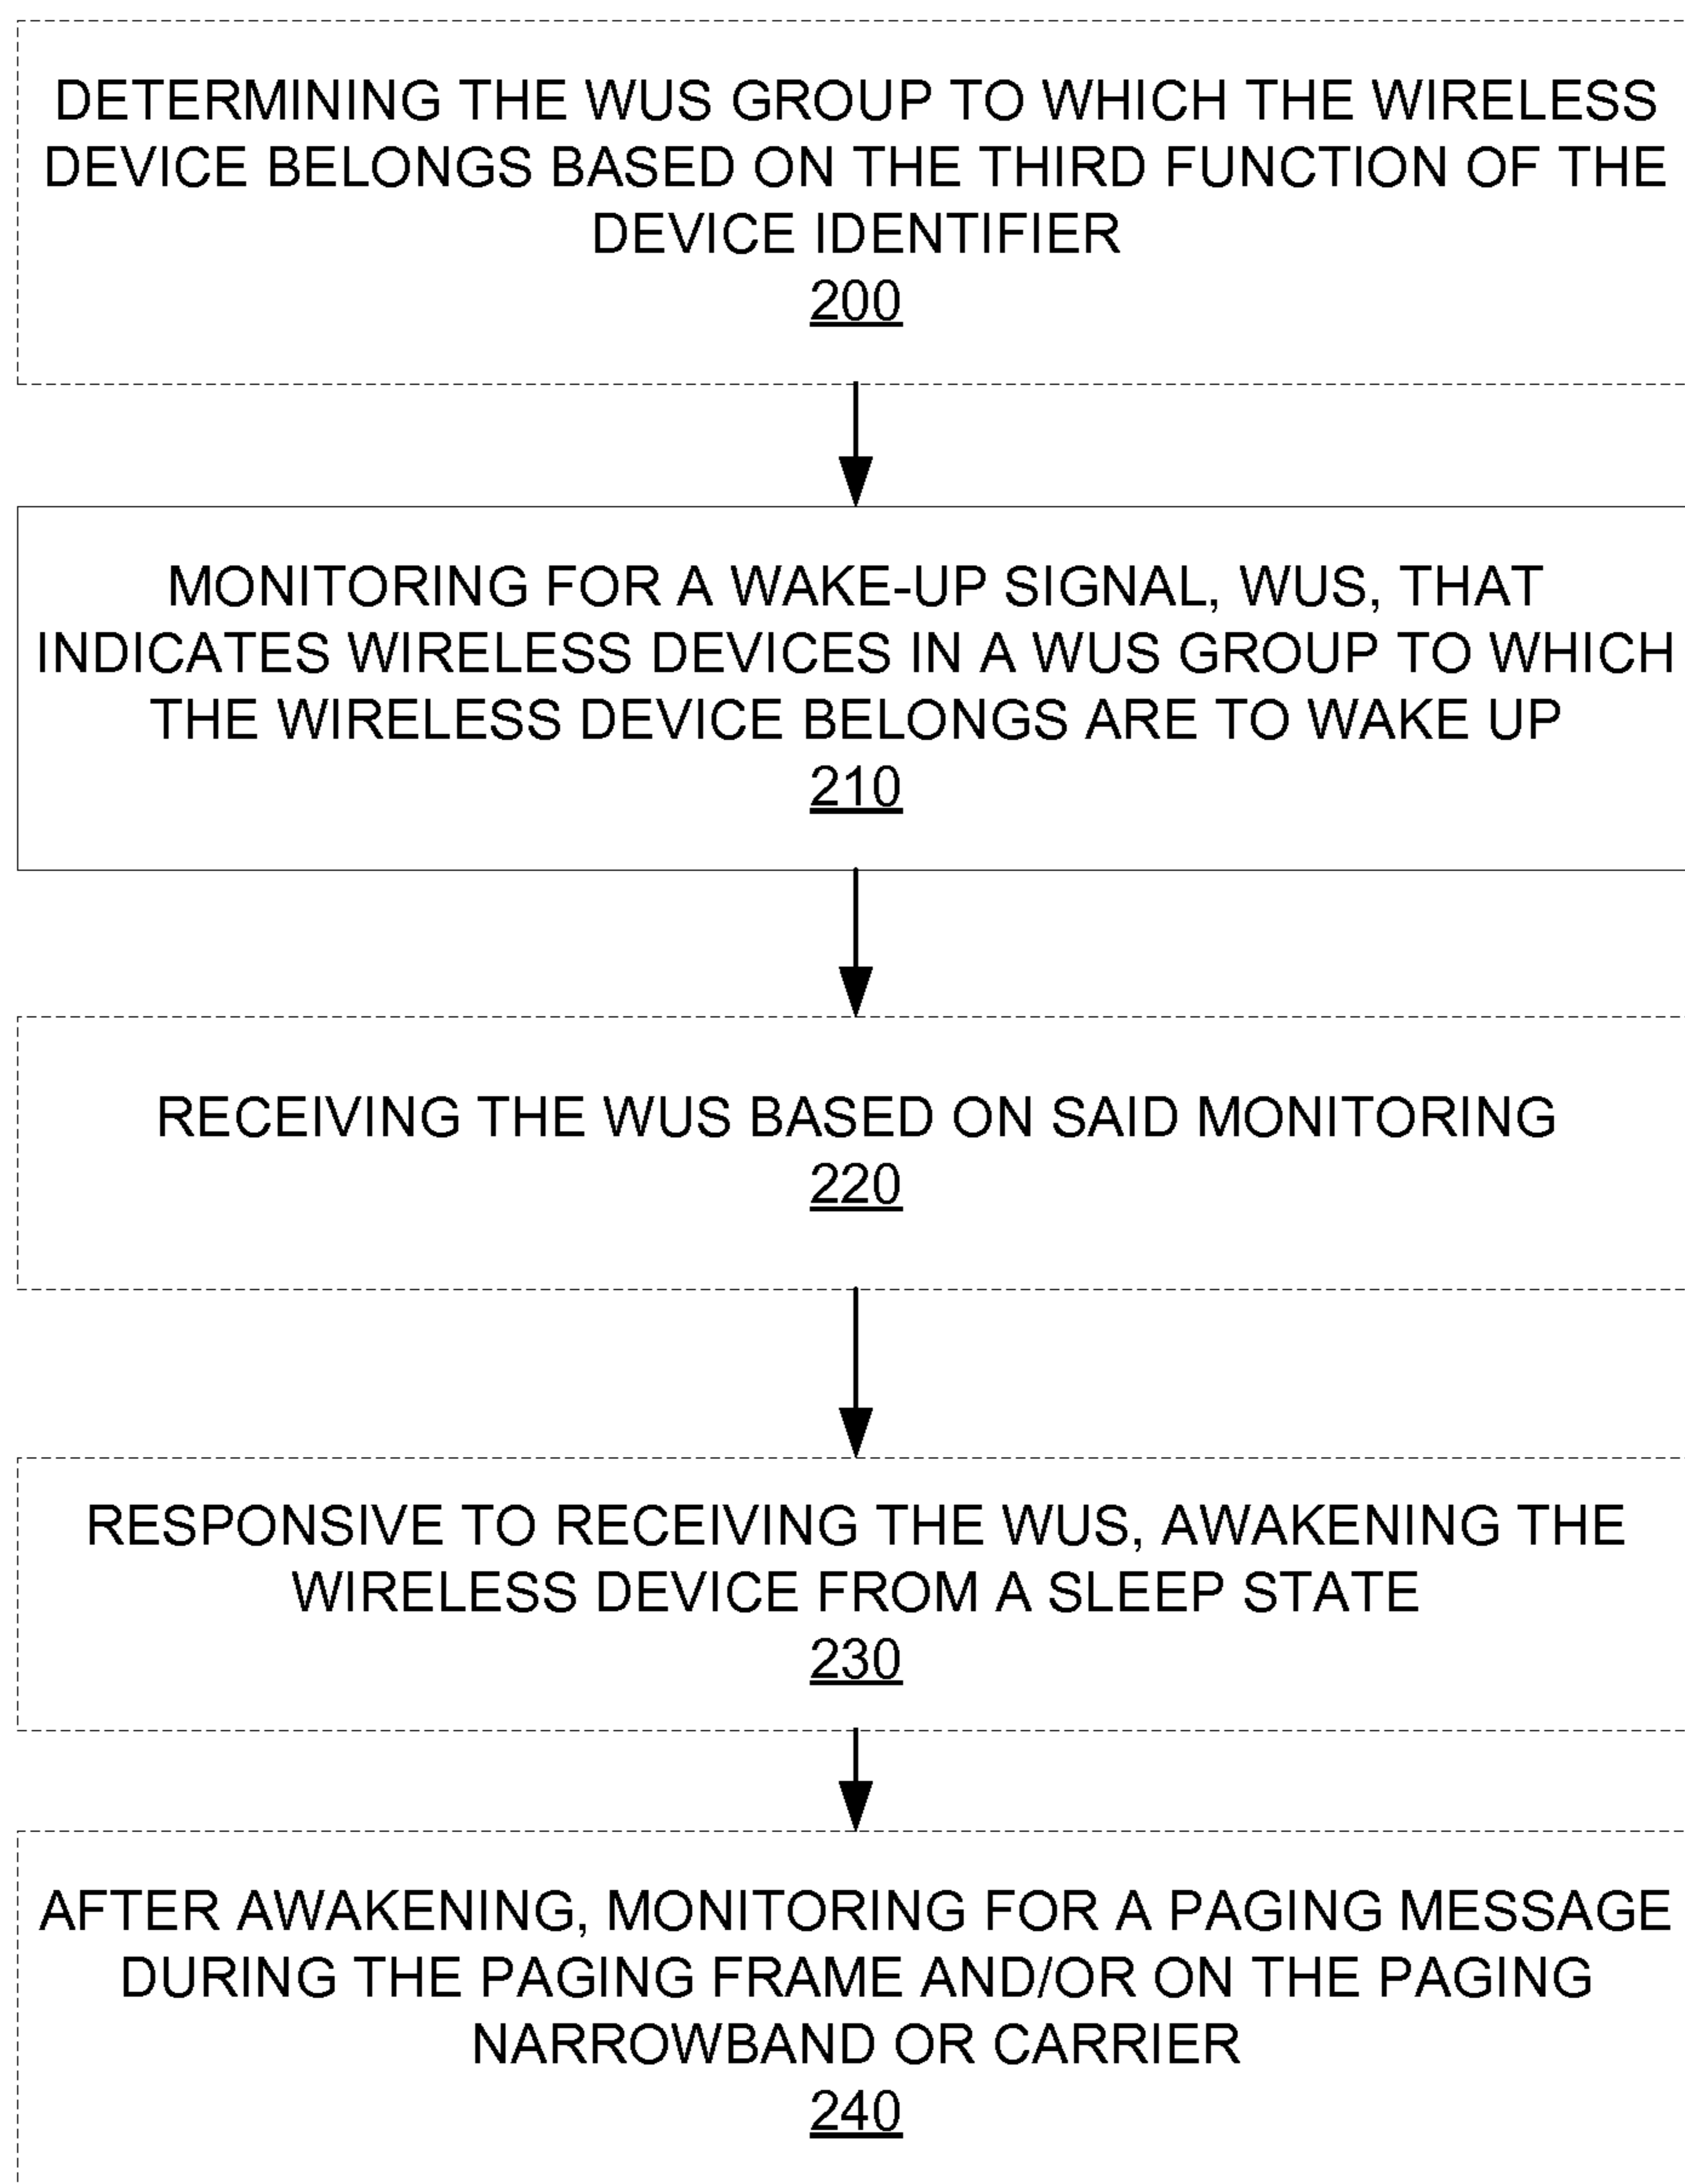 DETERMINING THE WUS GROUP TO WHICH THE WIRELESS
DEVICE BELONGS BASED ON THE THIRD FUNCTION OF THE
DEVICE IDENTIFIER
200
MONITORING FOR A WAKE-UP SIGNAL, WUS, THAT
INDICATES WIRELESS DEVICES IN A WUS GROUP TO WHICH
THE WIRELESS DEVICE BELONGS ARE TO WAKE UP
210
RECEIVING THE WUS BASED ON SAID MONITORING
220
RESPONSIVE TO RECEIVING THE WUS, AWAKENING THE
WIRELESS DEVICE FROM A SLEEP STATE
230
AFTER AWAKENING, MONITORING FOR A PAGING MESSAGE
DURING THE PAGING FRAME AND/OR ON THE PAGING
NARROWBAND OR CARRIER
240